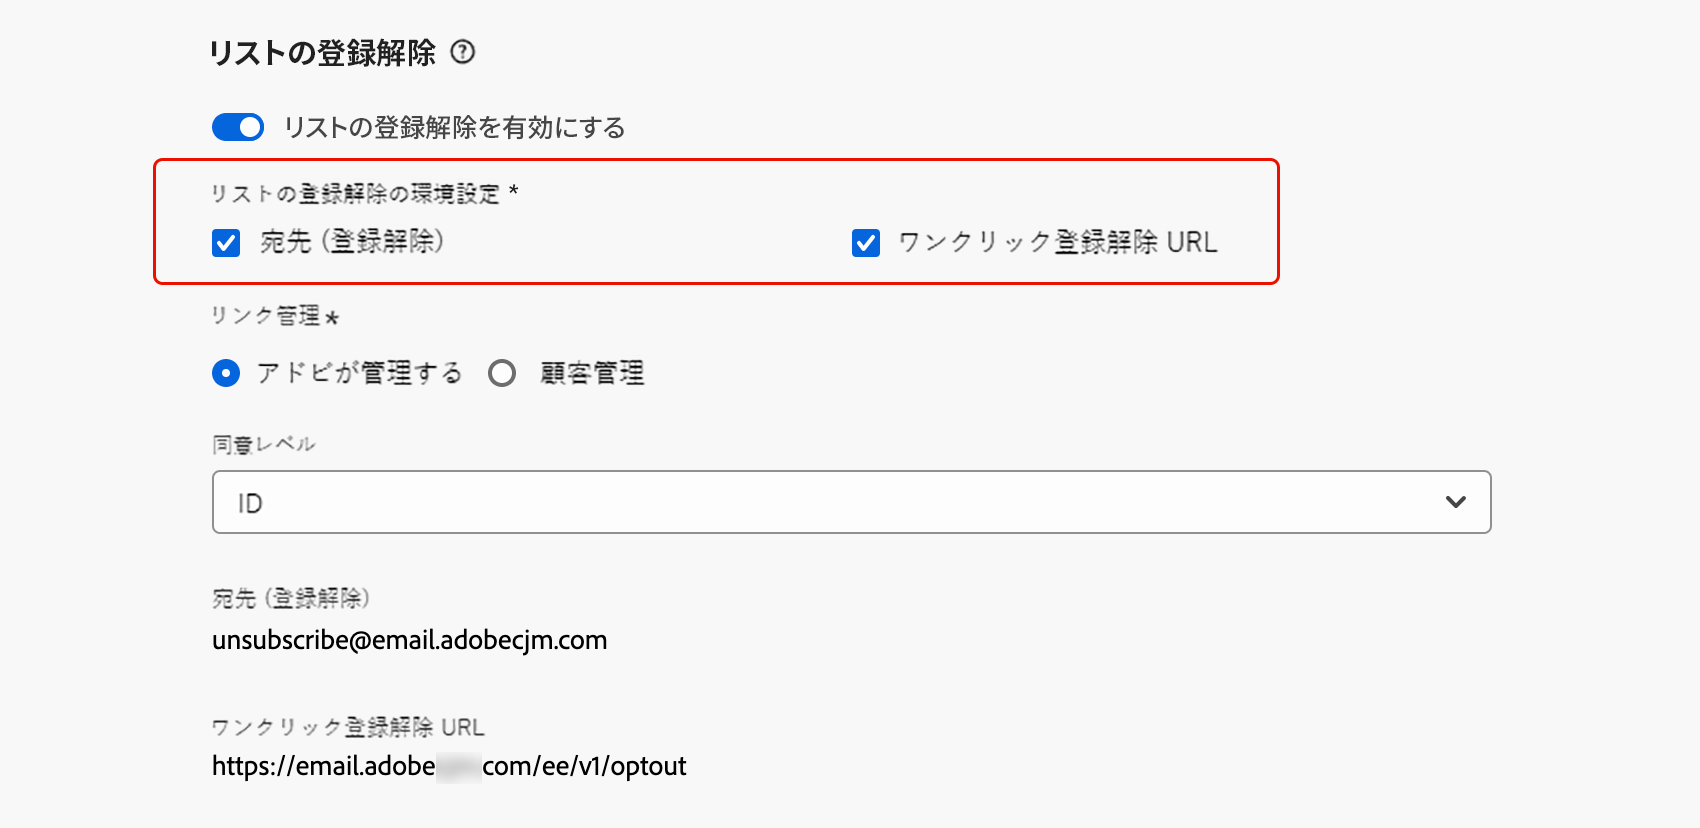 リストの登録解除
リストの登録解除を有効にする
リストの登録解除の環境設定 *
宛先 (登録解除)
ワンクリック登録解除 URL
リンク管理*
アドビが管理する 顧客管理
同意レベル
ID
宛先 (登録解除)
unsubscribe@email.adobecjm.com
ワンクリック登録解除 URL
https://email.adobe com/ee/v1/optout